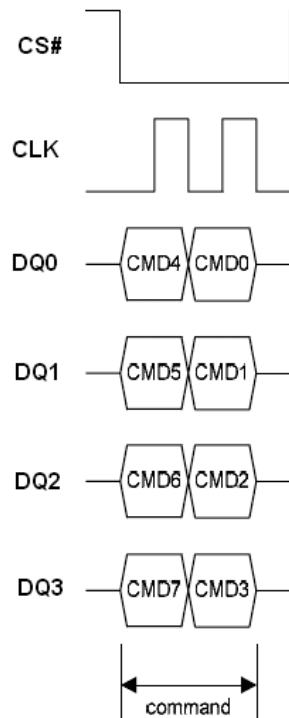 CS#
CLK
DQ0 CMD4 CMD0
DQ1 CMD5 CMD1
DQ2 CMD6 CMD2
DQ3 CMD7 CMD3
command